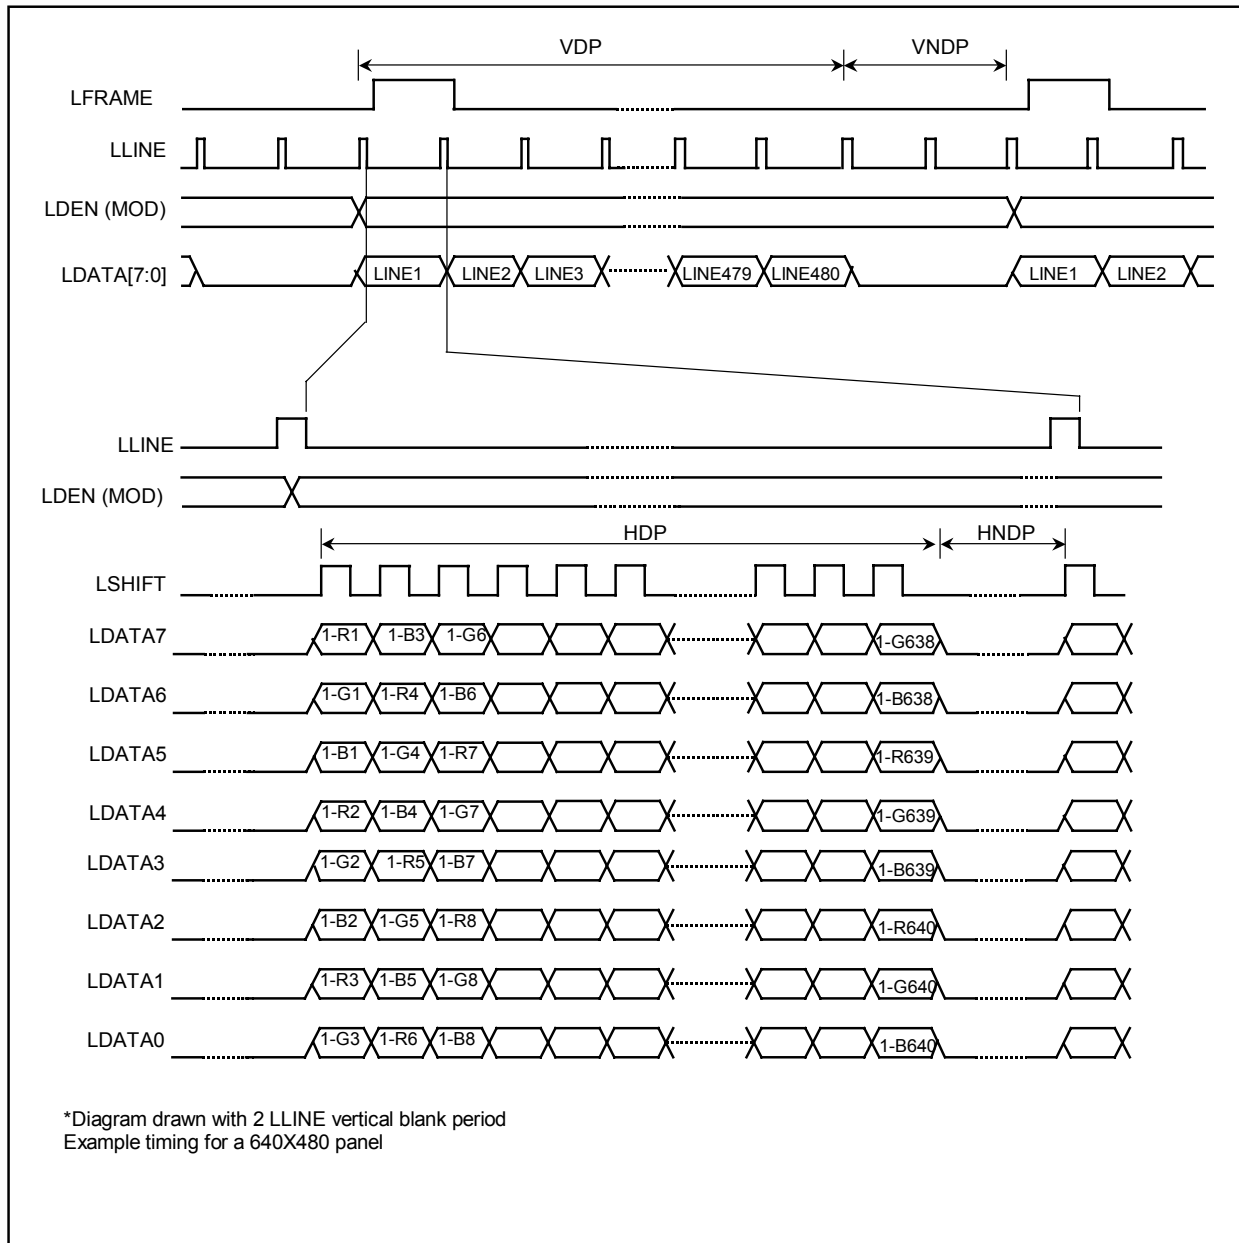 VDP VNDP
LFRAME
LLINE
LDEN (MOD)
LDATA[7:0] LINE1 LINE2 LINE3 LINE479 LINE480 LINE1 LINE2
LLINE
LDEN (MOD)
HDP HNDP
LSHIFT
LDATA7 1-R1 1-B3 1-G6 1-G638
LDATA6 1-G1 1-R4 1-B6 1-B638
LDATA5 1-B1 1-G4 1-R7 1-R639
LDATA4 1-R2 1-B4 1-G7 1-G639
LDATA3 1-G2 1-R5 1-B7 1-B639
LDATA2 1-B2 1-G5 1-R8 1-R640
LDATA1 1-R3 1-B5 1-G8 1-G640
LDATA0 1-G3 1-R6 1-B8 1-B640
*Diagram drawn with 2 LLINE vertical blank period
Example timing for a 640X480 panel